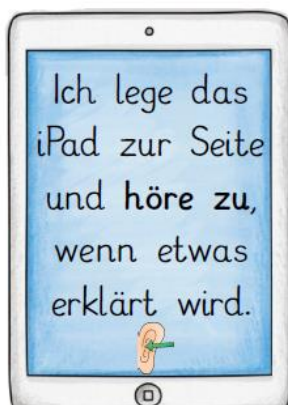 Ich lege das
iPad zur Seite
und höre zu,
wenn etwas
erklärt wird.